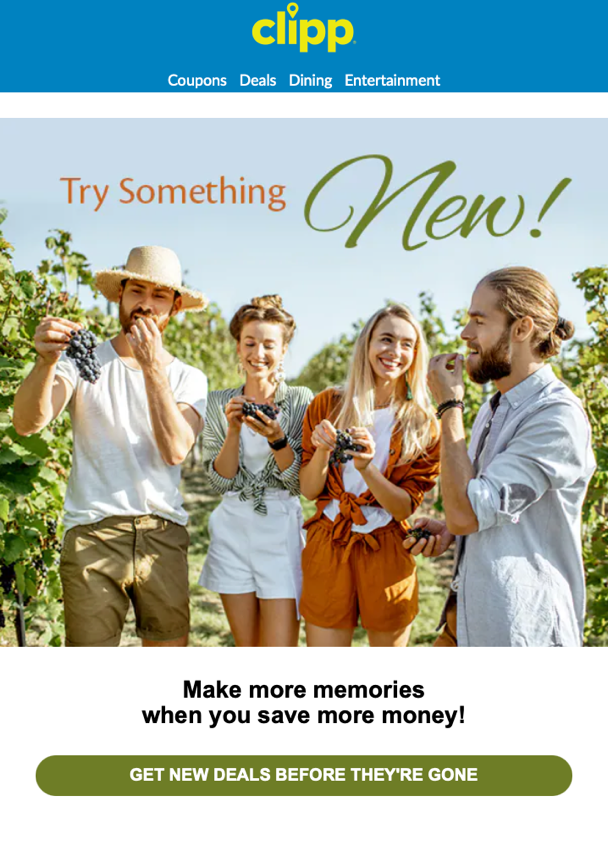 clipp
Coupons Deals Dining Entertainment
Try Something New!
Make more memories
when you save more money!
GET NEW DEALS BEFORE THEY'RE GONE